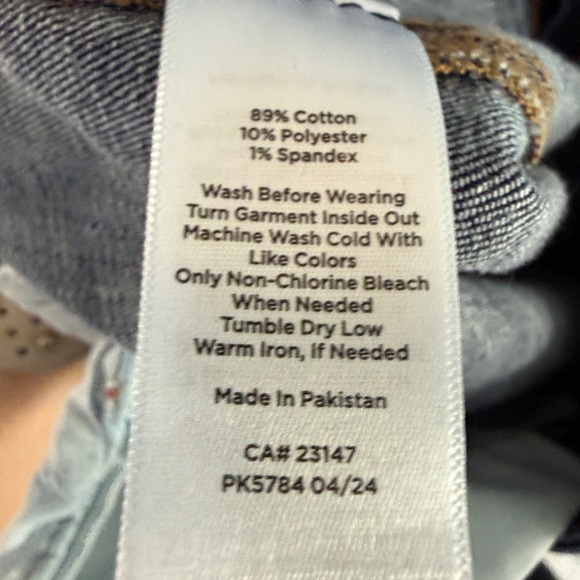 89% Cotton
10% Polyester
1% Spandex
Wash Before Wearing
Turn Garment Inside Out
Machine Wash Cold With
Like Colors
Only Non-Chlorine Bleach
When Needed
Tumble Dry Low
Warm Iron, If Needed
Made In Pakistan
CA# 23147
PK5784 04/24